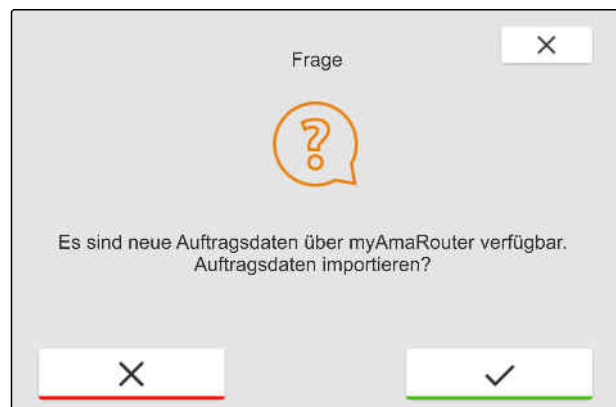 Frage
Es sind neue Auftragsdaten über myAmaRouter verfügbar.
Auftragsdaten importieren?